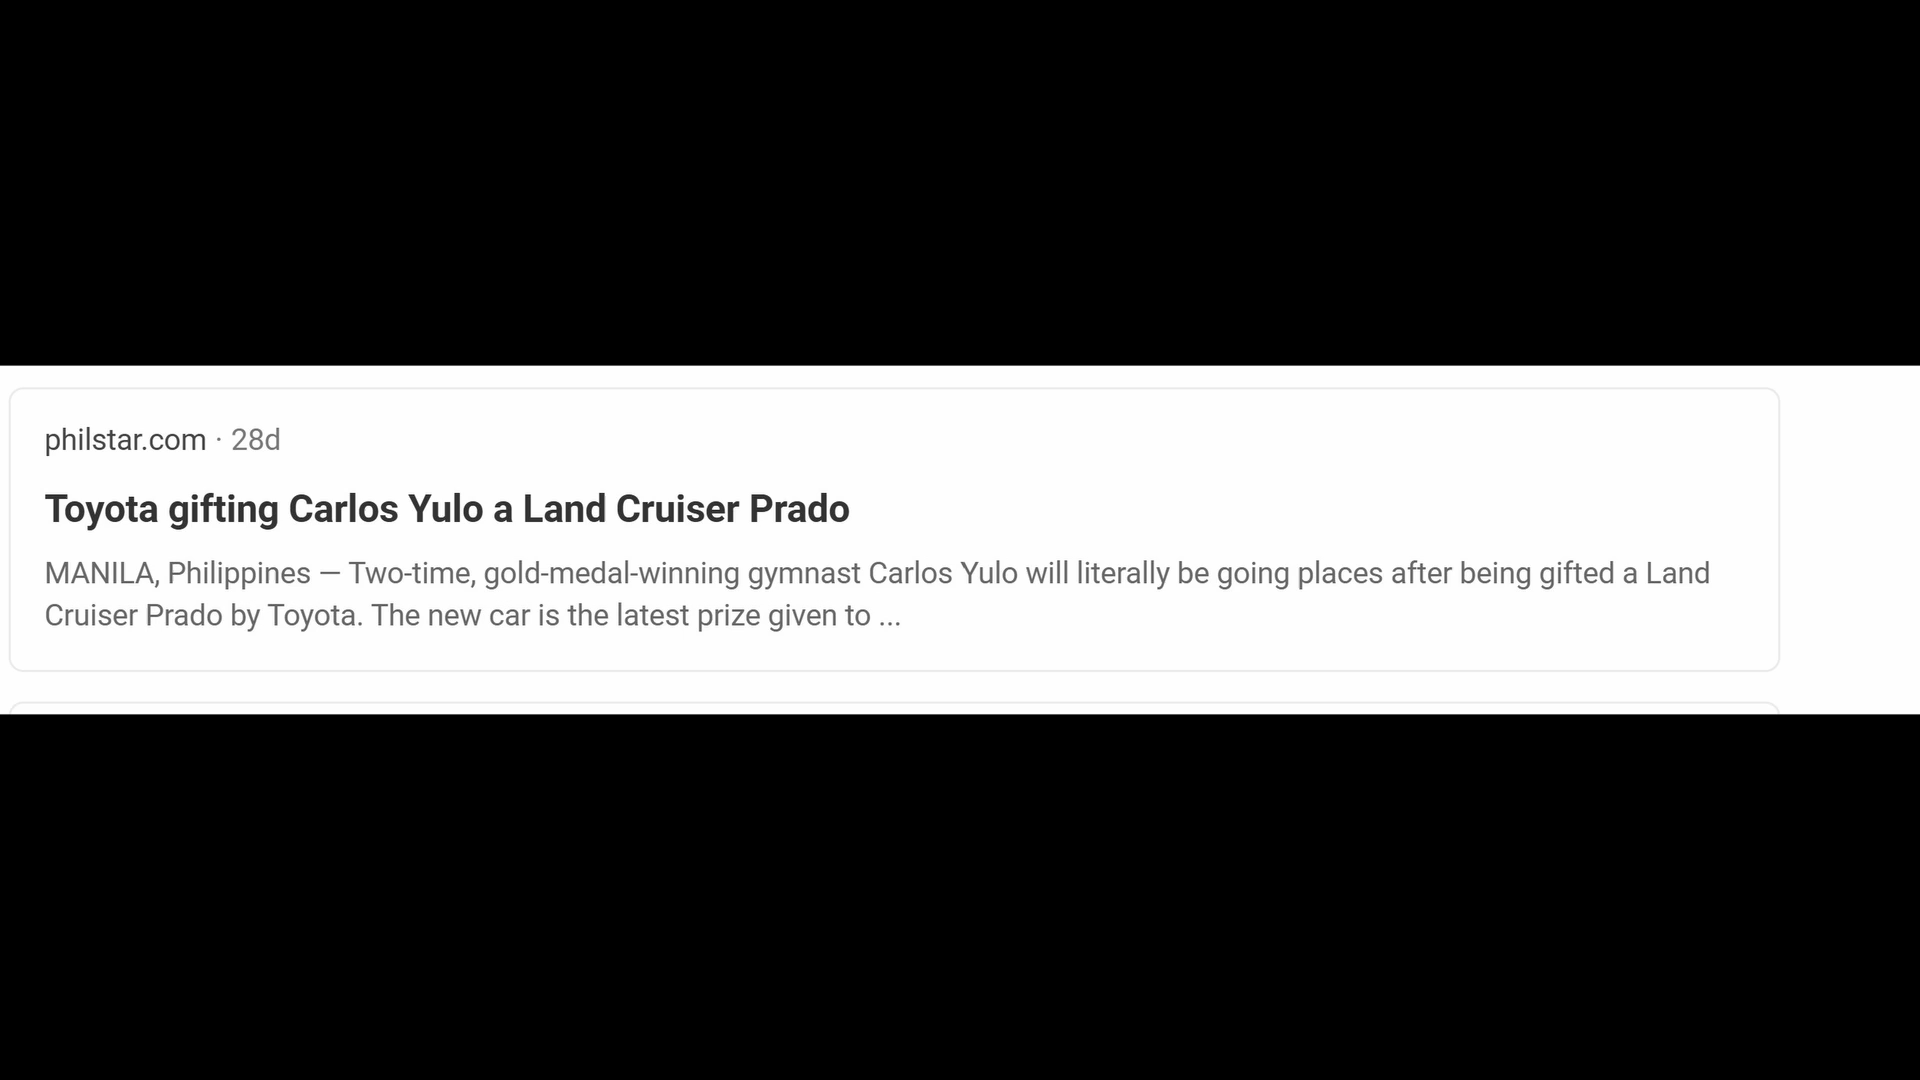 philstar.com · 28d
Toyota gifting Carlos Yulo a Land Cruiser Prado
MANILA, Philippines — Two-time, gold-medal-winning gymnast Carlos Yulo will literally be going places after being gifted a Land
Cruiser Prado by Toyota. The new car is the latest prize given to ...